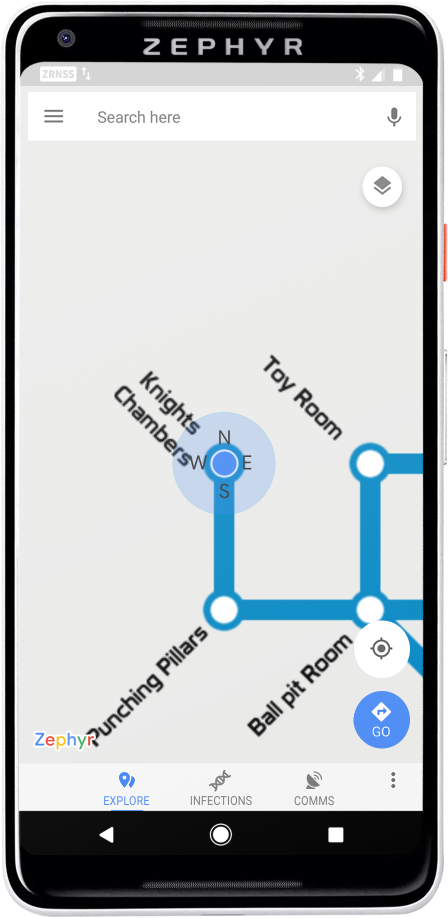 ZEPHYR
ZRNSS
Search here
Toy Room
Knights
Chambers
N
W E
S
Punching Pillars
Ball pit Room
GO
Zephyr
EXPLORE
INFECTIONS
COMMS